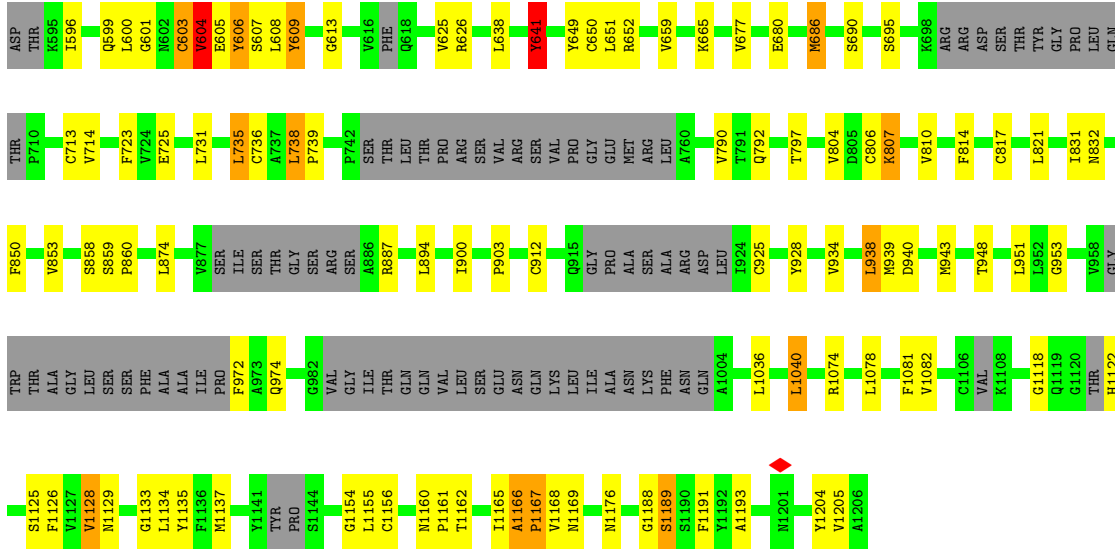 ASP THR K595 I596 Q599 L600 G601 N602 C603 V604 E605 Y606 S607 L608 Y609 G613 V616 PHE Q618 V625 R626 L638 Y641 Y649 C650 L651 R652 V659 K665 V677 E680 M686 S690 S695 K698 ARG ARG ASP SER THR TYR GLY PRO LEU GLN
THR P710 C713 V714 F723 V724 E725 L731 L735 C736 A737 L738 P739 P742 SER THR LEU THR PRO ARG SER VAL ARG SER VAL PRO GLY GLU MET ARG LEU A760 V790 T791 Q792 T797 V804 D805 C806 K807 V810 F814 C817 L821 I831 N832
F850 V853 S858 S859 P860 L874 V877 SER ILE SER THR GLY SER ARG SER A886 R887 L894 I900 P903 C912 Q915 GLY PRO ALA SER ALA ARG ASP LEU I924 C925 Y928 V934 L938 M939 D940 M943 T948 L951 L952 G953 V958 GLY
TRP THR ALA GLY LEU SER SER PHE ALA ALA ILE PRO F972 A973 Q974 G982 VAL GLY ILE THR GLN GLN VAL LEU SER GLU ASN GLN LYS LEU ILE ALA ASN LYS PHE ASN GLN A1004 L1036 L1040 R1074 L1078 F1081 V1082 C1106 VAL K1108 G1118 Q1119 G1120 THR H1122
S1125 F1126 V1127 V1128 N1129 G1133 L1134 Y1135 F1136 M1137 Y1141 TYR PRO S1144 G1154 L1155 C1156 N1160 P1161 T1162 I1165 A1166 P1167 V1168 N1169 N1176 G1188 S1189 S1190 F1191 Y1192 A1193 N1201 Y1204 V1205 A1206